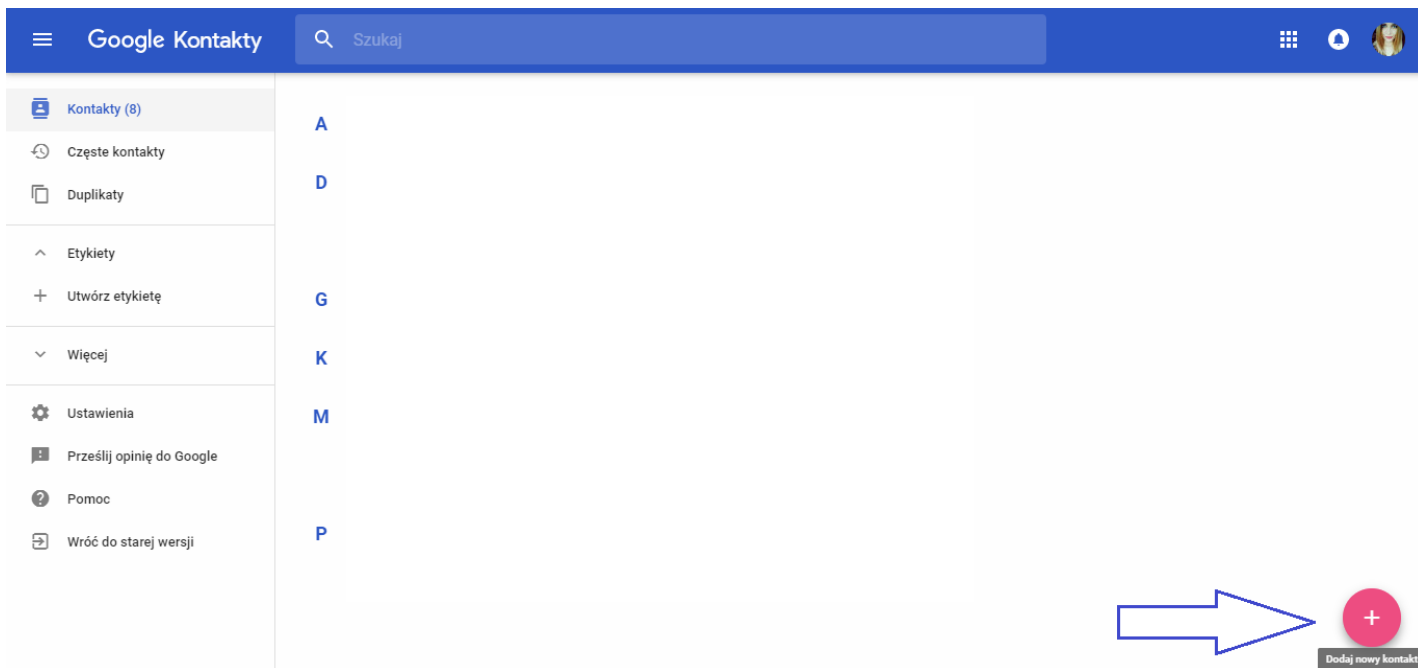 Google Kontakty
Szukaj
Kontakty (8)
Częste kontakty
Duplikaty
Etykiety
Utwórz etykietę
Więcej
Ustawienia
Prześlij opinię do Google
Pomoc
Wróć do starej wersji
A
D
G
K
M
P
Dodaj nowy kontakt